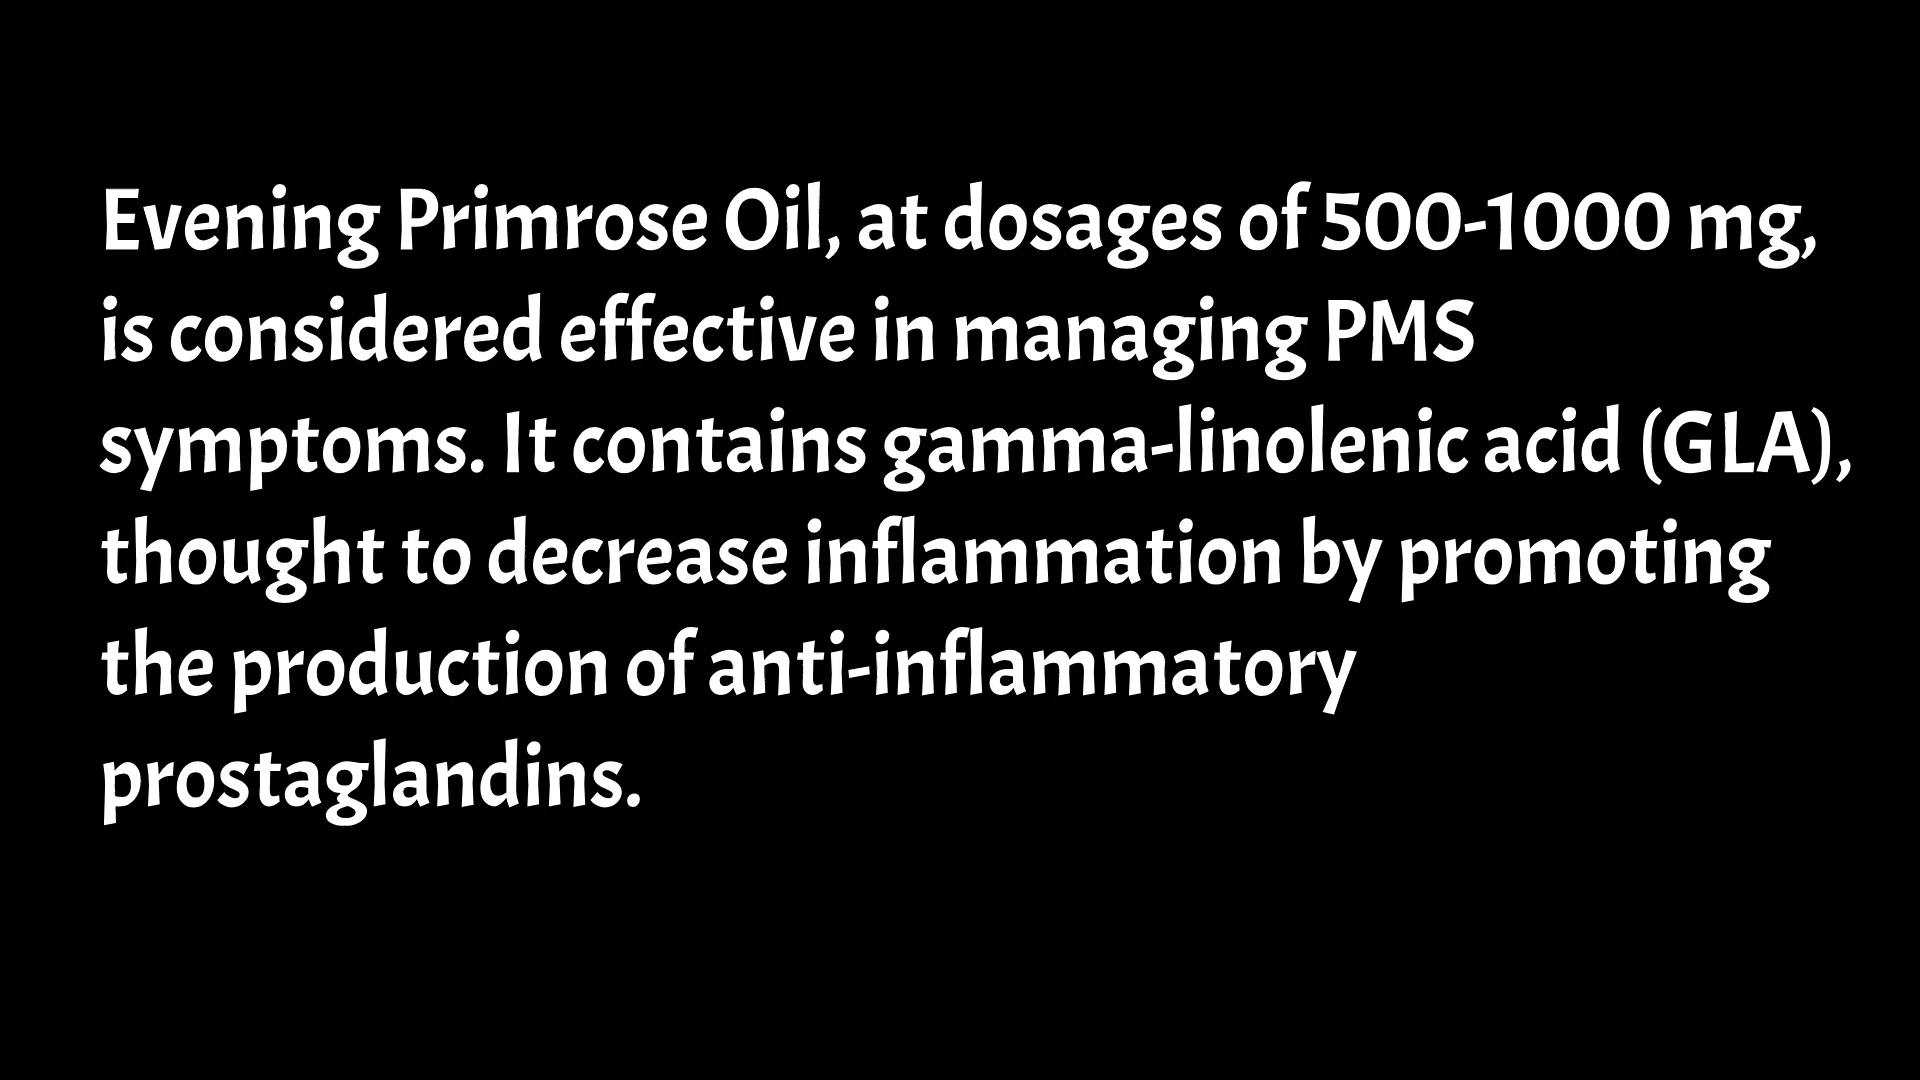 Evening Primrose Oil, at dosages of 500-1000 mg,
is considered effective in managing PMS
symptoms. It contains gamma-linolenic acid (GLA),
thought to decrease inflammation by promoting
the production of anti-inflammatory
prostaglandins.